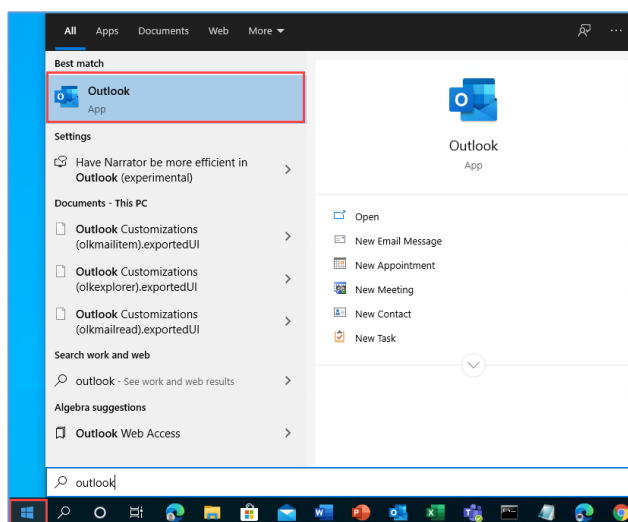 All Apps Documents Web More
Best match
Outlook
App
Settings
Have Narrator be more efficient in
Outlook (experimental)
Documents - This PC
Outlook Customizations
(olkmailitem).exportedUI
Outlook Customizations
(olkexplorer).exportedUI
Outlook Customizations
(olkmailread).exportedUI
Search work and web
outlook - See work and web results
Algebra suggestions
Outlook Web Access
outlook
Outlook
App
Open
New Email Message
New Appointment
New Meeting
New Contact
New Task